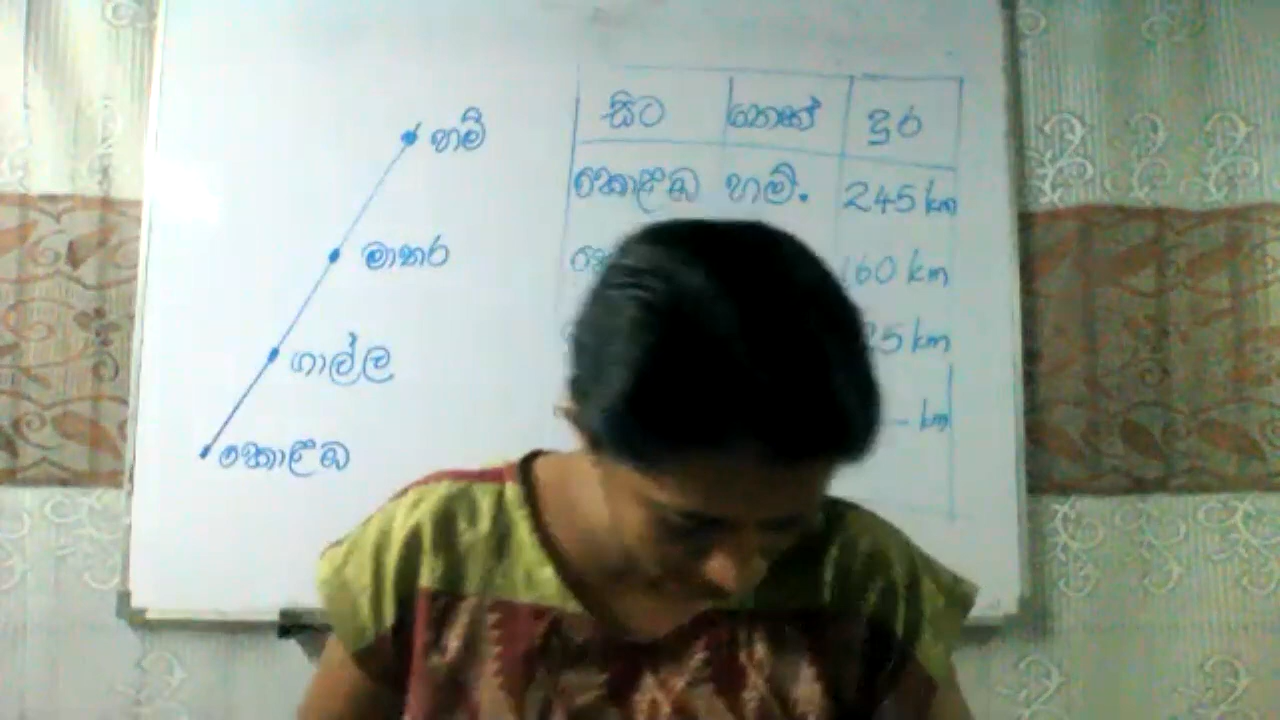 හම්
මාතර
ගාල්ල
කොළඹ
සිට තෙක් දුර
කොළඹ හම්. 245 km
160 km
25 km
– km